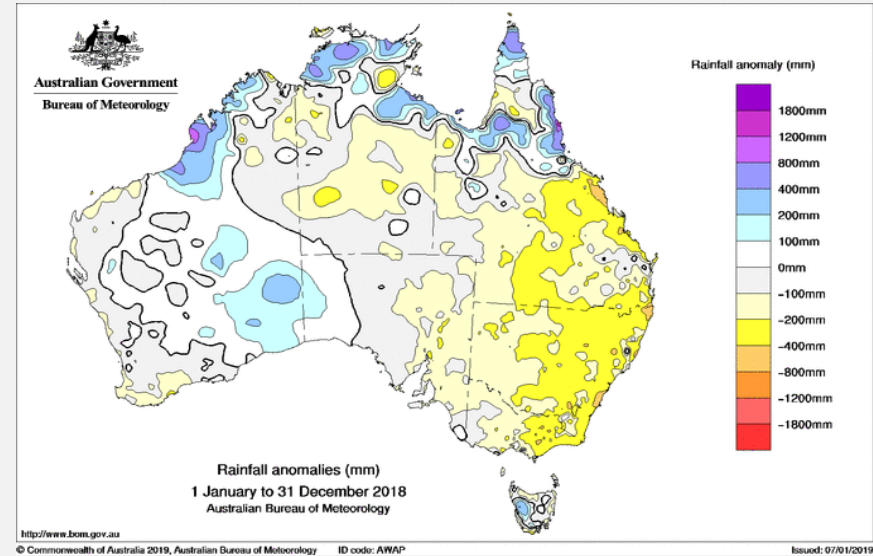 Australian Government
Bureau of Meteorology
Rainfall anomaly (mm)
1800mm
1200mm
800mm
400mm
200mm
100mm
0mm
-100mm
-200mm
-400mm
-800mm
-1200mm
-1800mm
Rainfall anomalies (mm)
1 January to 31 December 2018
Australian Bureau of Meteorology
http://www.bom.gov.au
© Commonwealth of Australia 2019, Australian Bureau of Meteorology ID code: AWAP Issued: 07/01/2019